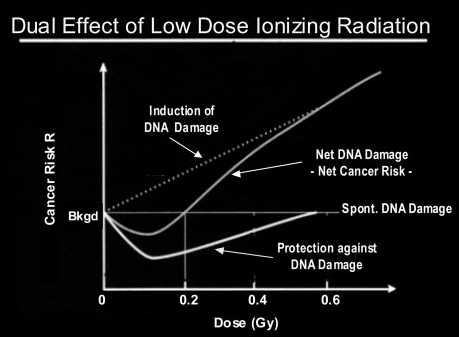 Dual Effect of Low Dose Ionizing Radiation
Induction of
DNA Damage
Net DNA Damage
- Net Cancer Risk -
Cancer Risk R
Bkgd
Spont. DNA Damage
Protection against
DNA Damage
0
0.2
0.4
0.6
Dose (Gy)